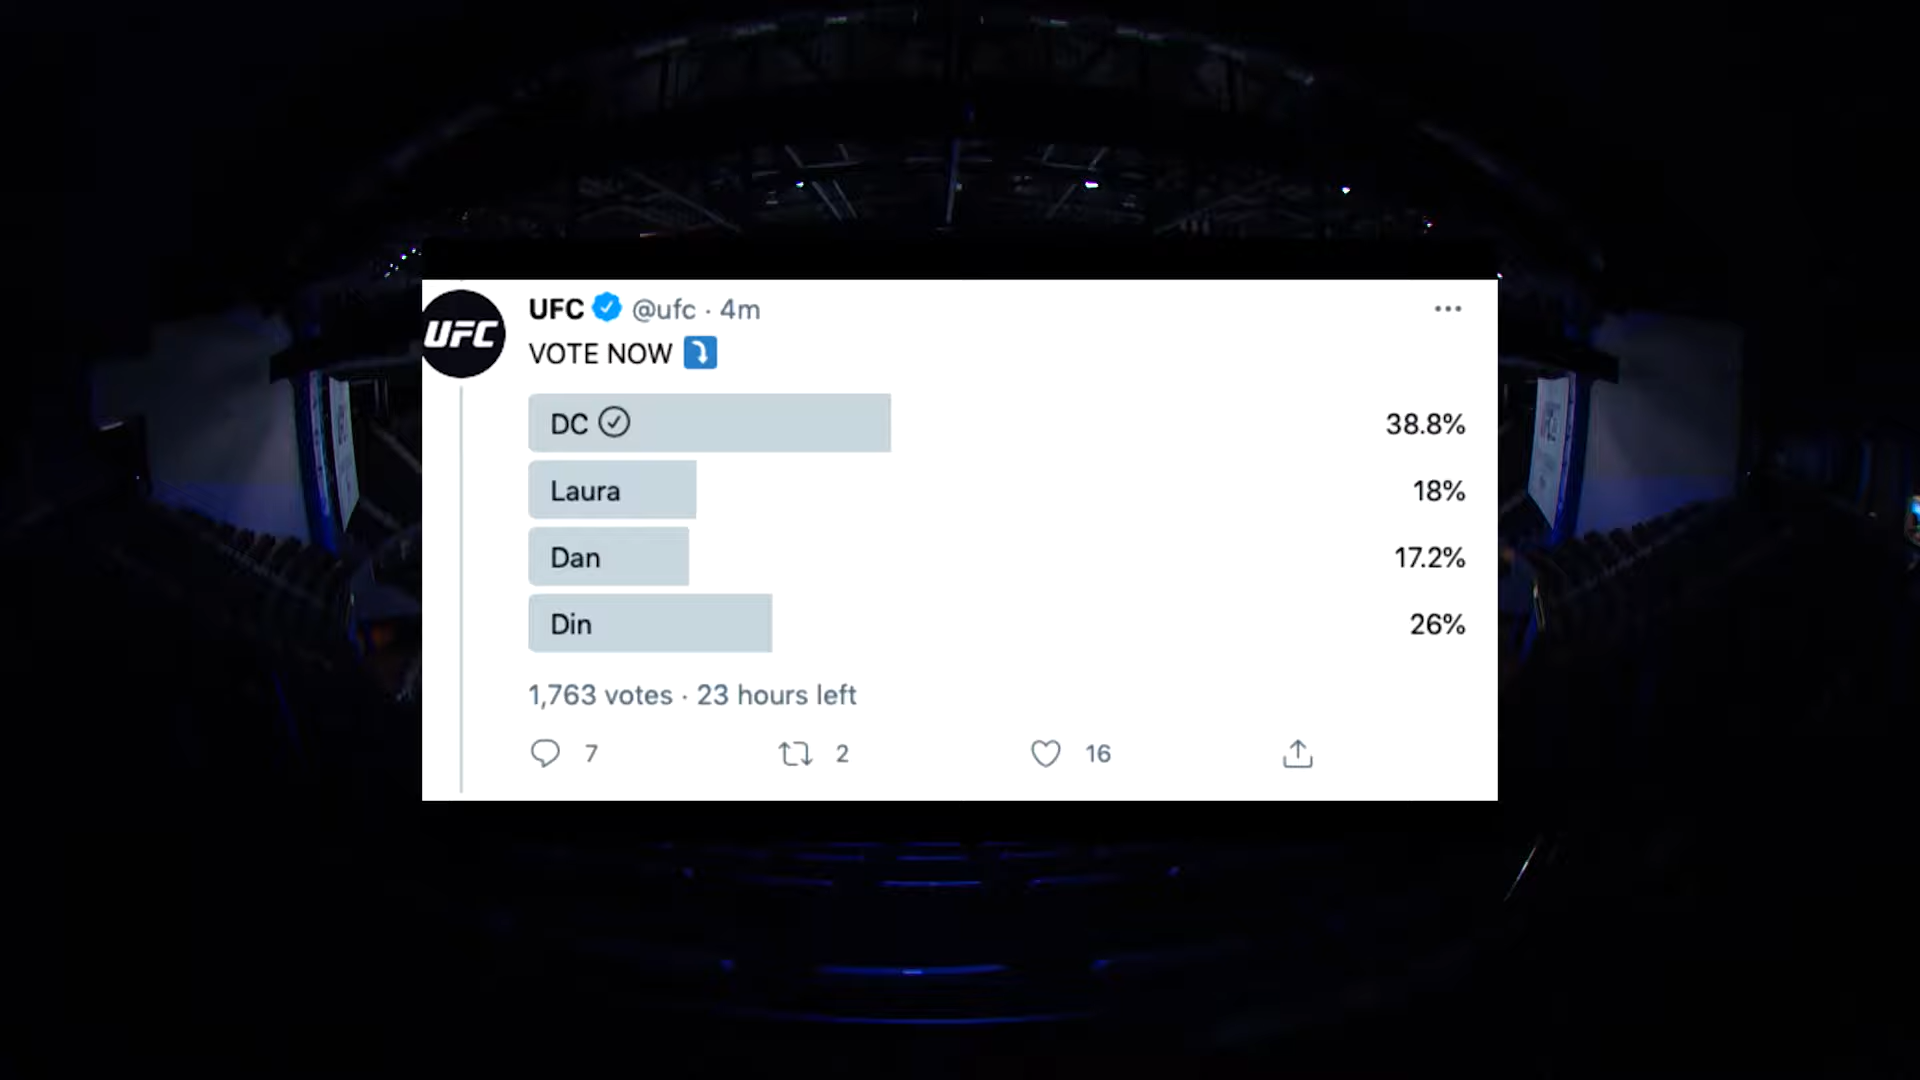 UFC
UFC @ufc · 4m
VOTE NOW
DC 38.8%
Laura 18%
Dan 17.2%
Din 26%
1,763 votes · 23 hours left
7 2 16